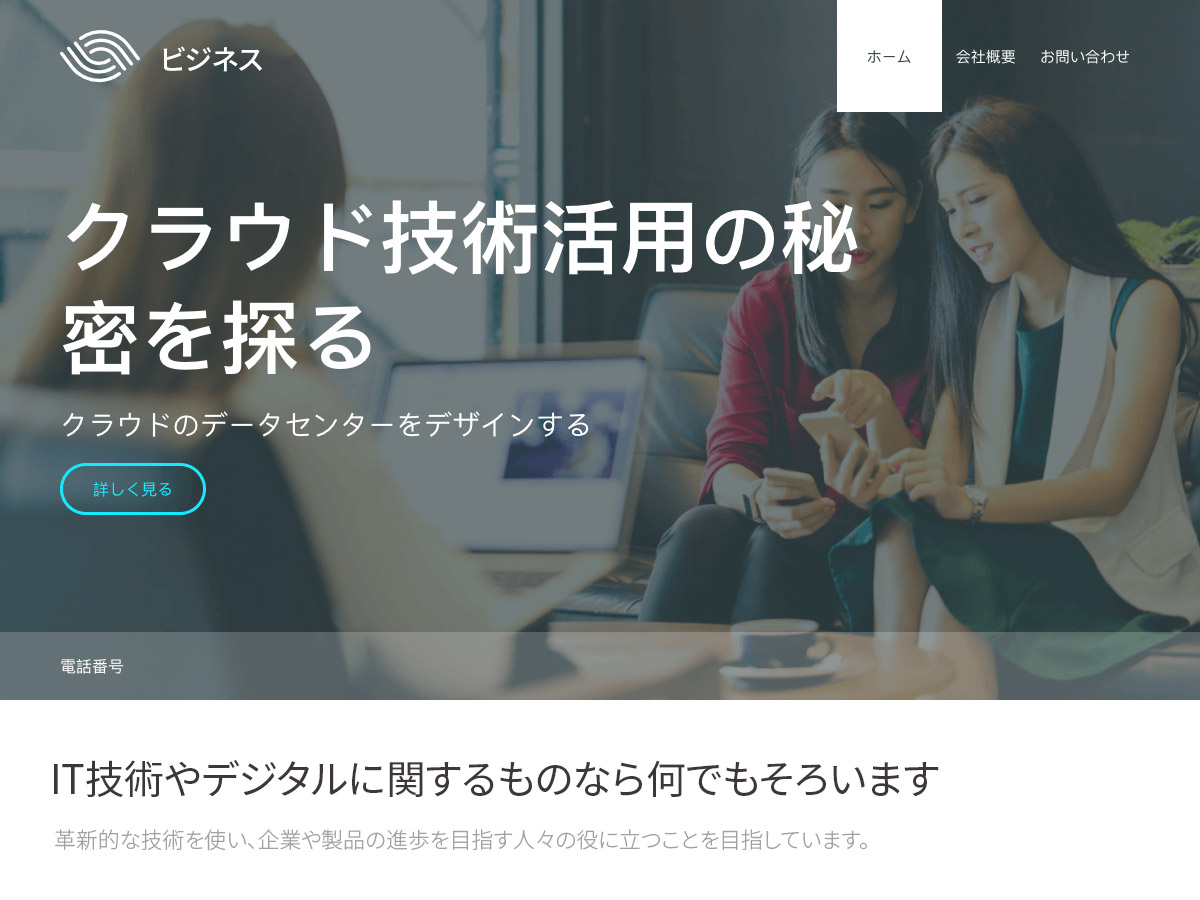 ビジネス
ホーム
会社概要
お問い合わせ
クラウド技術活用の秘
密を探る
クラウドのデータセンターをデザインする
詳しく見る
電話番号
IT技術やデジタルに関するものなら何でもそろいます
革新的な技術を使い、企業や製品の進歩を目指す人々の役に立つことを目指しています。